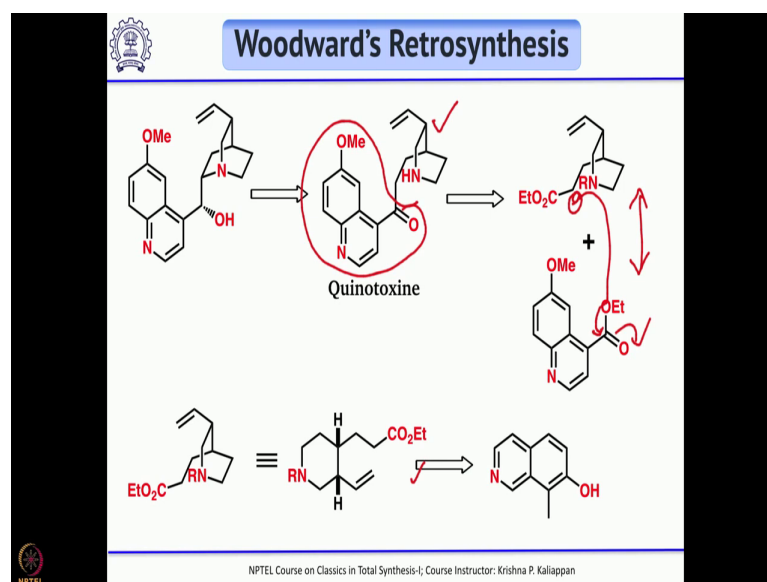 Woodward's Retrosynthesis
OMe
N
OH
N
OMe
HN
O
N
Quinotoxine
EtO₂C
RN
+
OMe
OEt
O
N
EtO₂C
RN
≡
H
CO₂Et
RN
H
N
OH
NPTEL Course on Classics in Total Synthesis-I; Course Instructor: Krishna P. Kaliappan
NPTEL